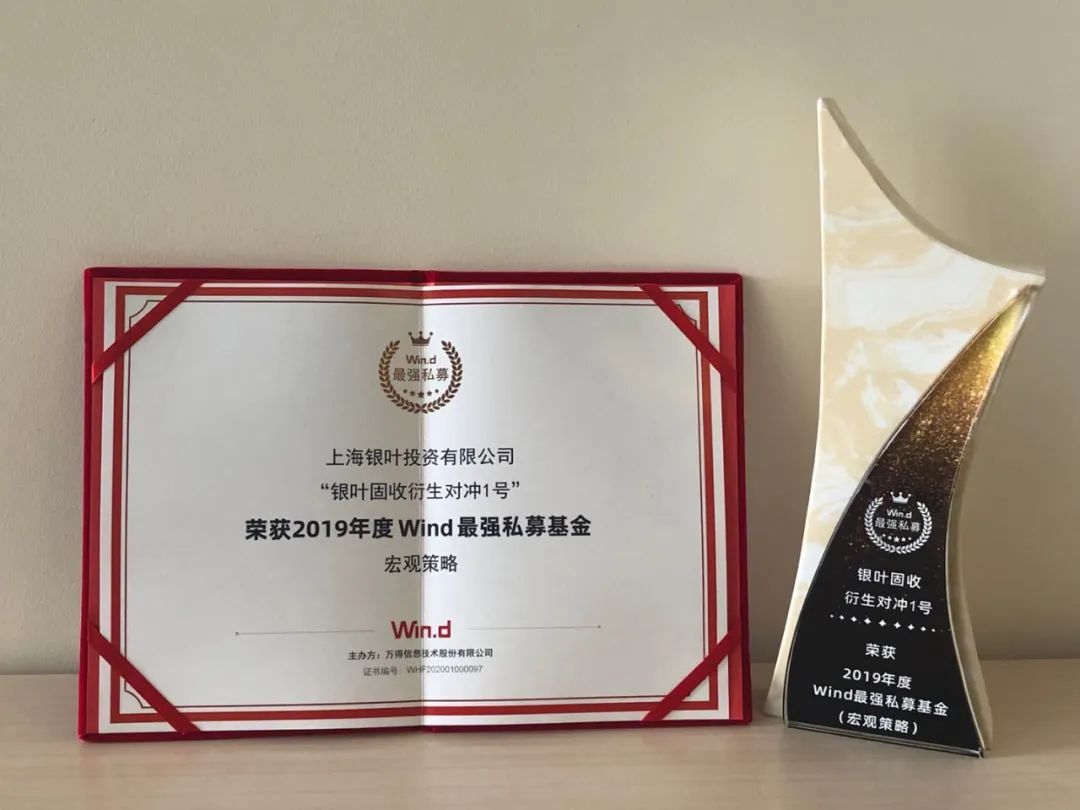 Win.d
最强私募
上海银叶投资有限公司
“银叶固收衍生对冲1号”
荣获2019年度 Wind 最强私募基金
宏观策略
Win.d
主办方：万得信息技术股份有限公司
证书编号：WHF202001000097
Win.d
最强私募
银叶固收
衍生对冲1号
荣获
2019年度
Wind最强私募基金
（宏观策略）